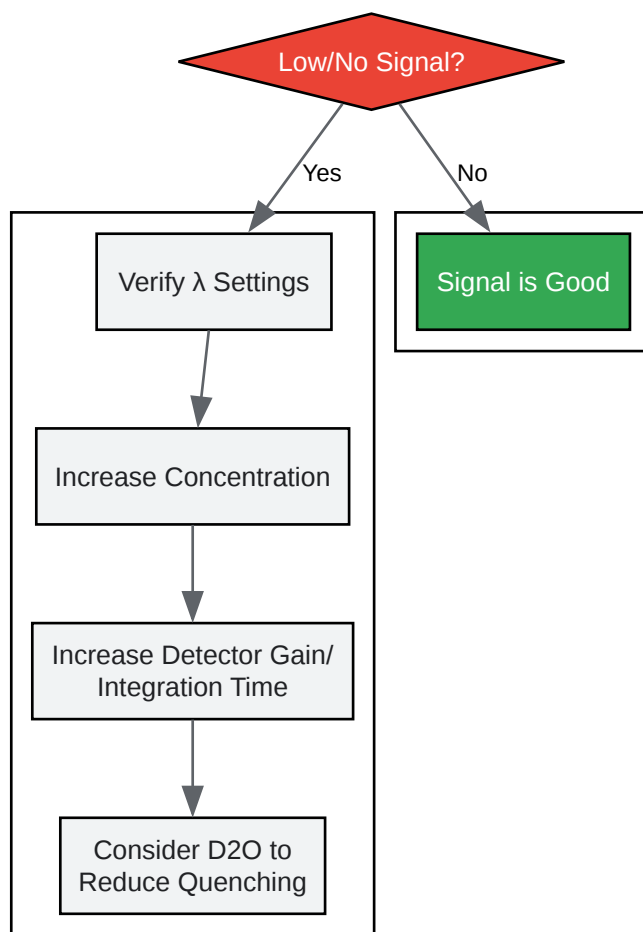 Low/No Signal?
Yes
No
Verify λ Settings
Signal is Good
Increase Concentration
Increase Detector Gain/
Integration Time
Consider D2O to
Reduce Quenching